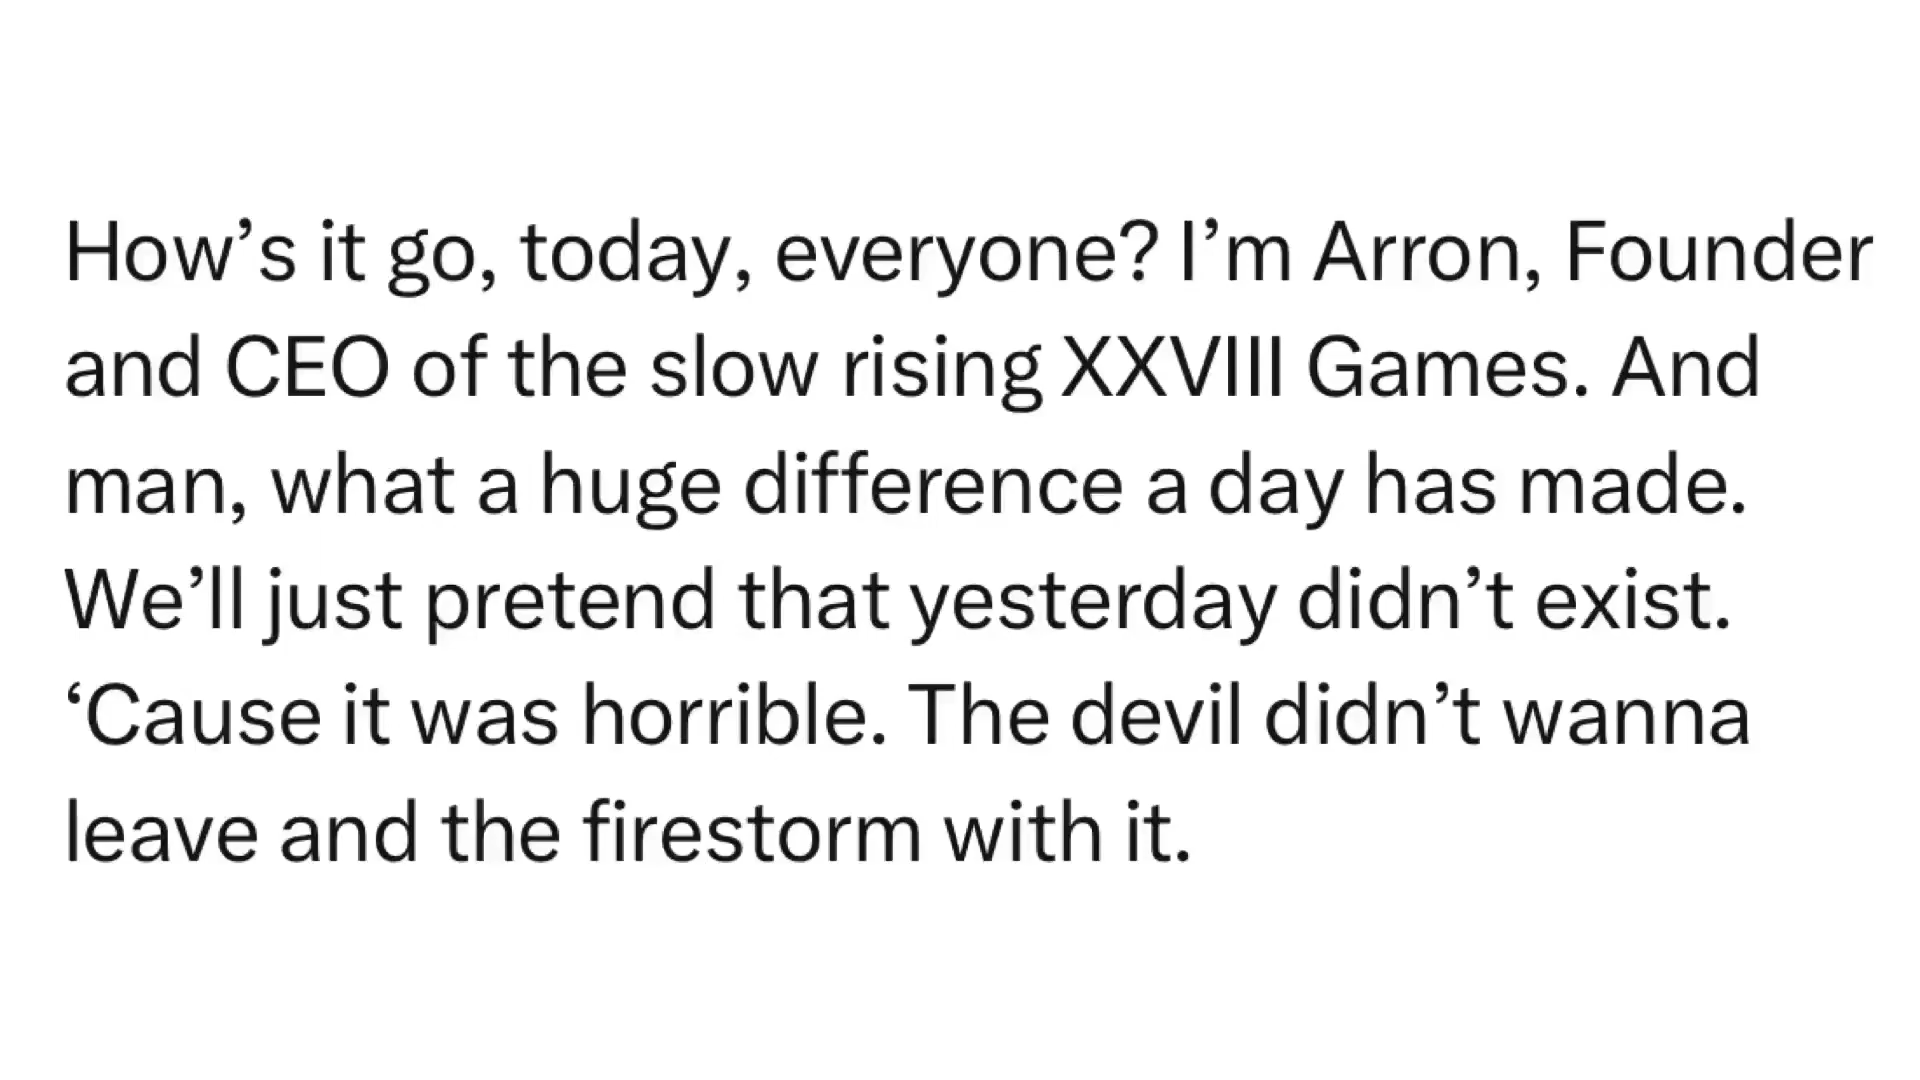 How’s it go, today, everyone? I’m Arron, Founder
and CEO of the slow rising XXVIII Games. And
man, what a huge difference a day has made.
We’ll just pretend that yesterday didn’t exist.
‘Cause it was horrible. The devil didn’t wanna
leave and the firestorm with it.